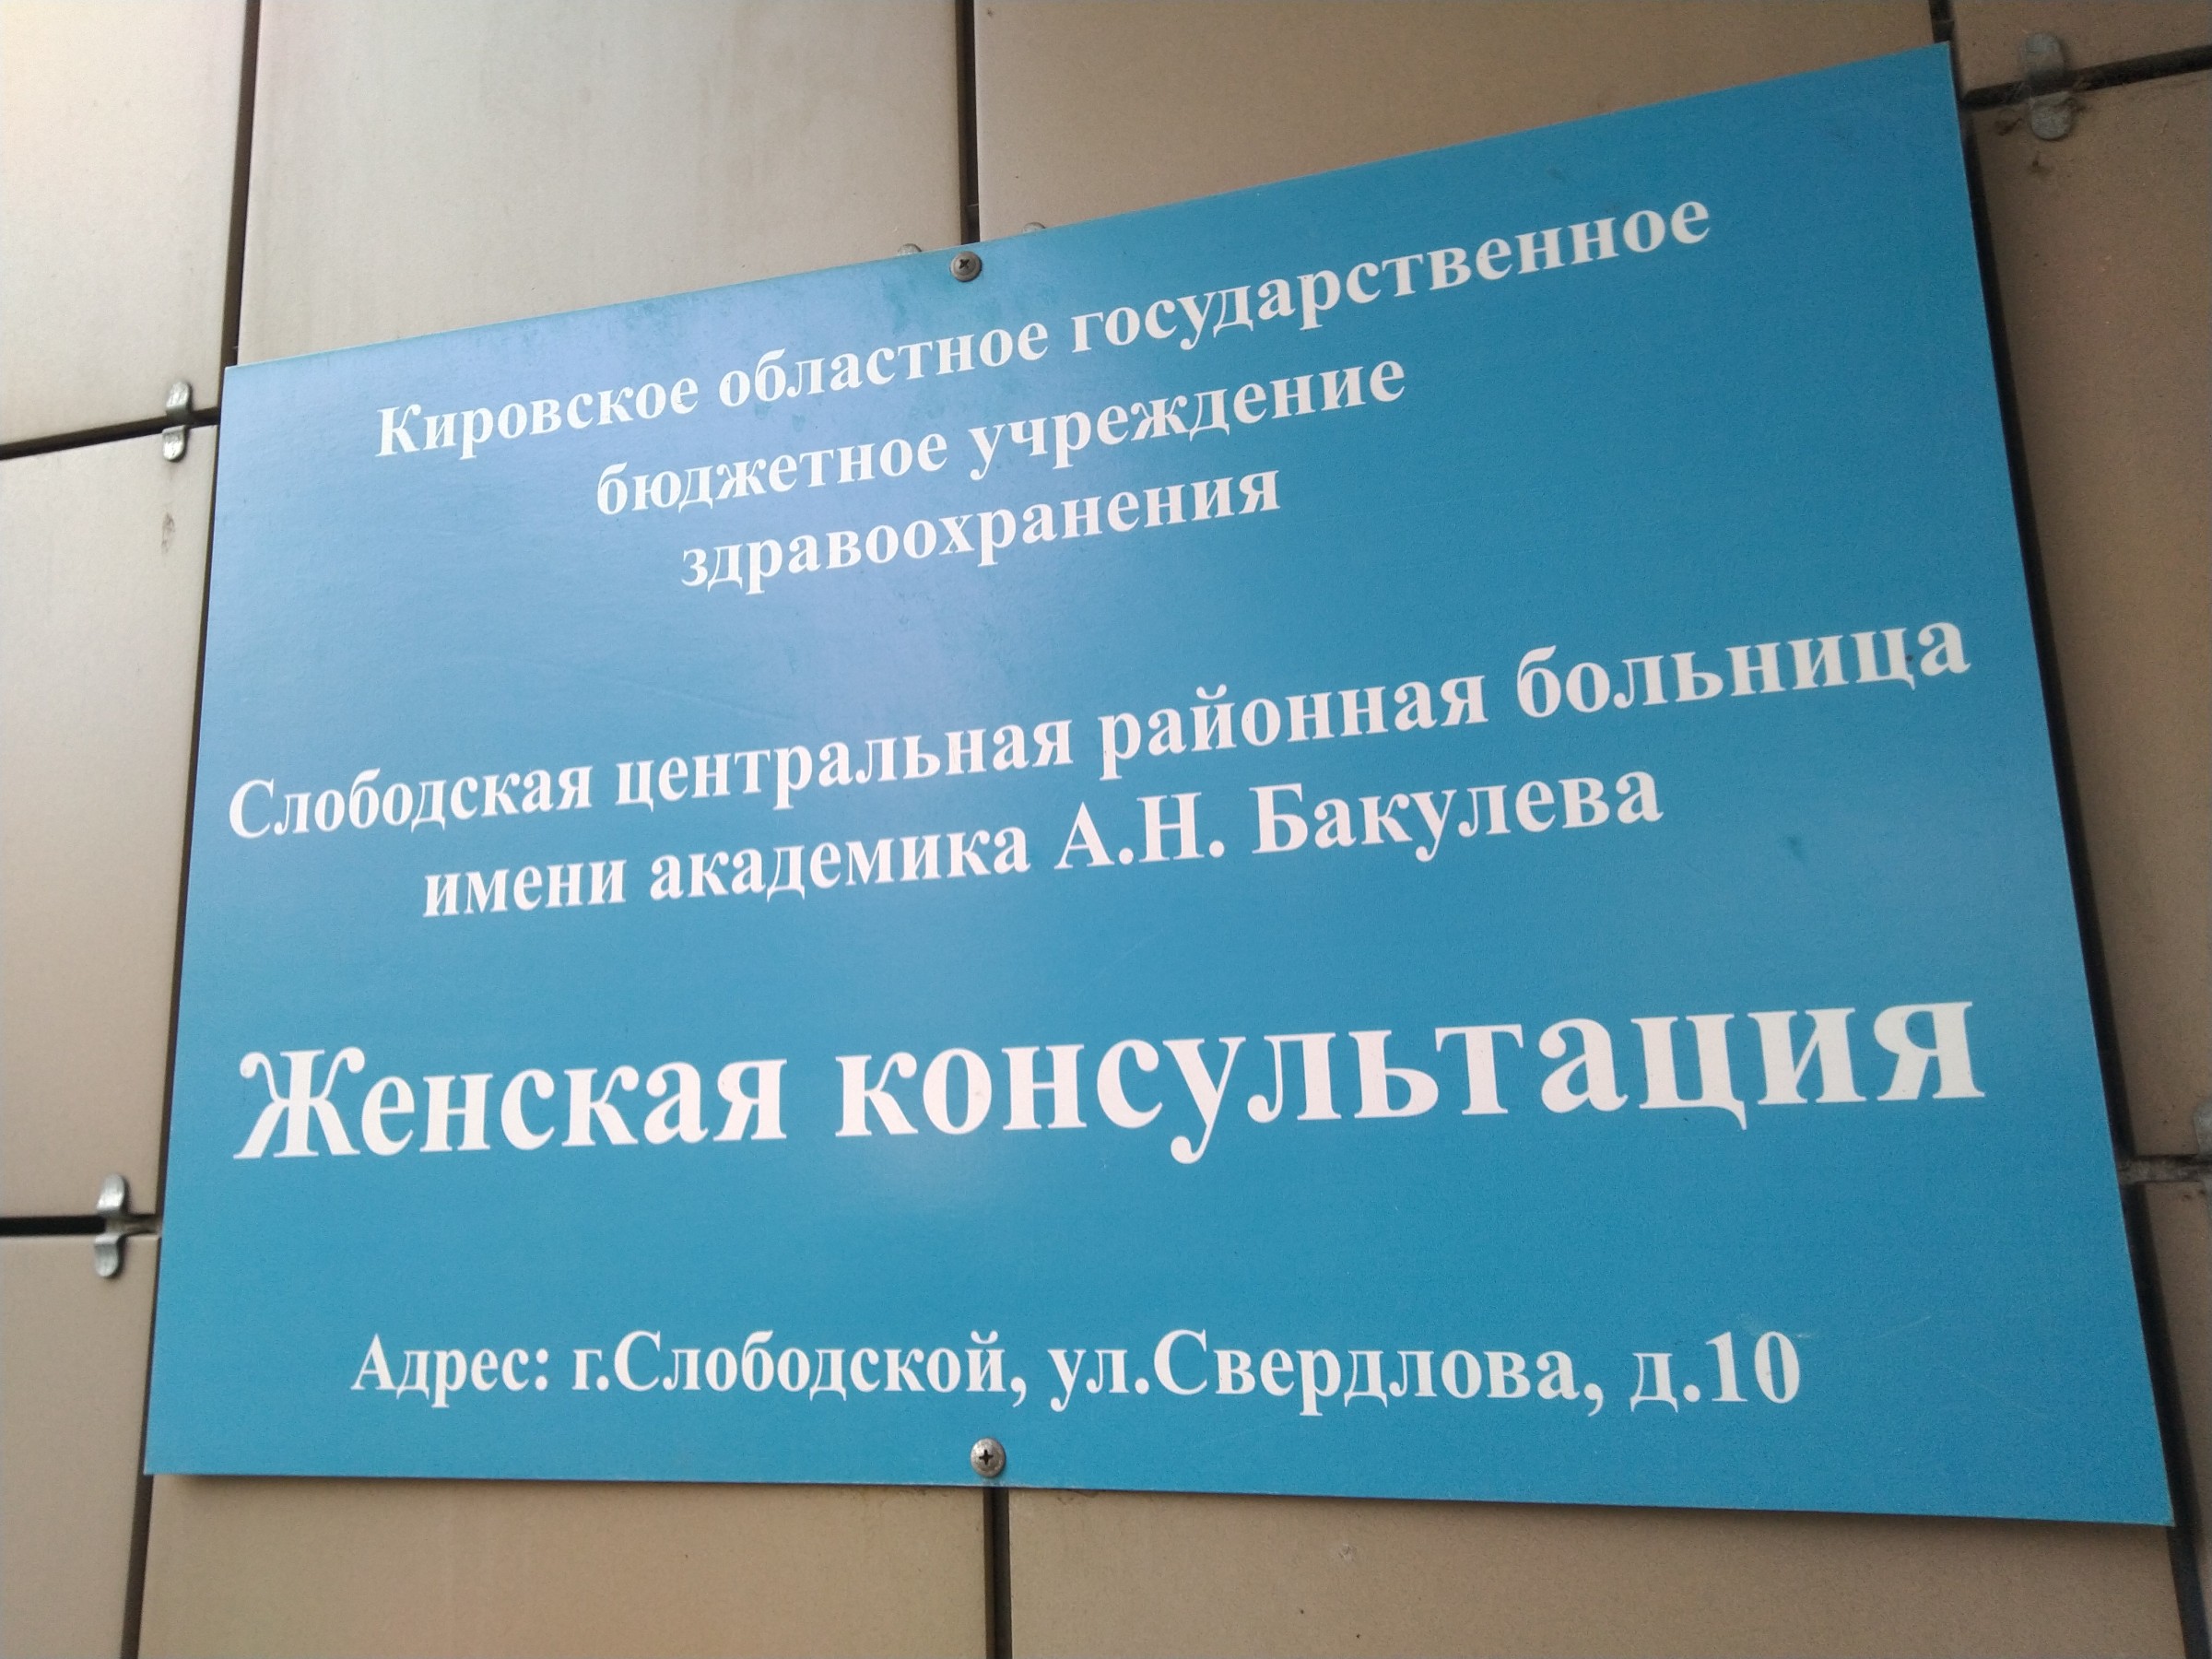 Кировское областное государственное
бюджетное учреждение
здравоохранения
Слободская центральная районная больница
имени академика А.Н. Бакулева
Женская консультация
Адрес: г.Слободской, ул.Свердлова, д.10